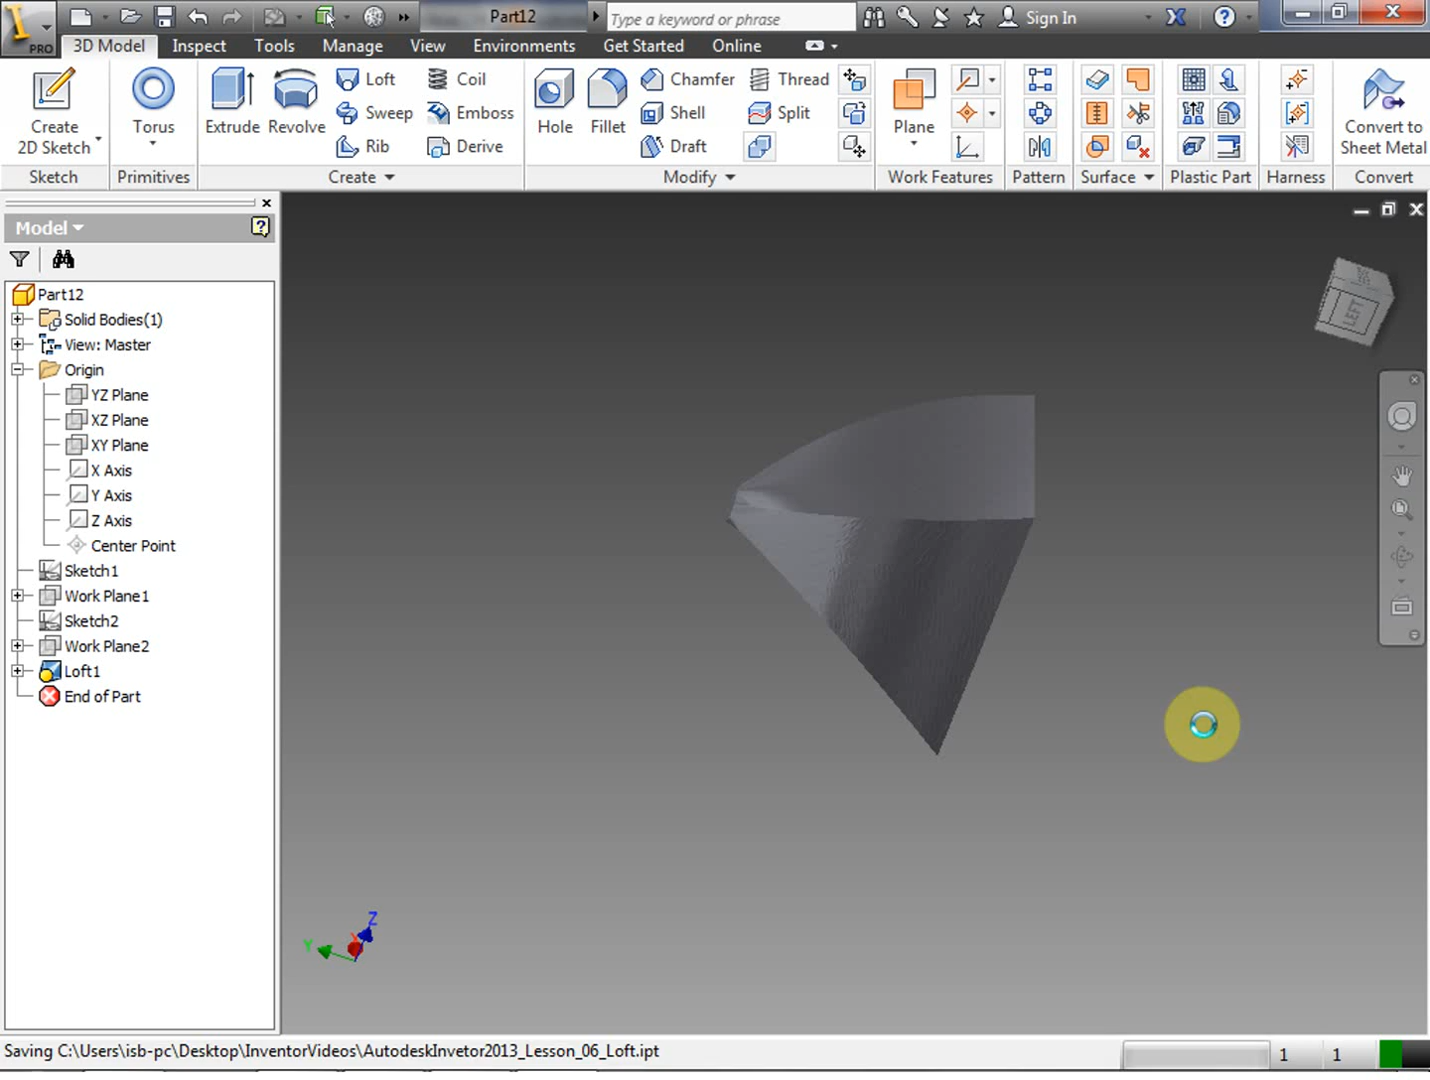 PRO
Part12
Type a keyword or phrase
Sign In
3D Model
Inspect
Tools
Manage
View
Environments
Get Started
Online
Create
2D Sketch
Torus
Extrude
Revolve
Loft
Sweep
Rib
Coil
Emboss
Derive
Hole
Fillet
Chamfer
Shell
Draft
Thread
Split
Plane
Convert to
Sheet Metal
Sketch
Primitives
Create
Modify
Work Features
Pattern
Surface
Plastic Part
Harness
Convert
Model
Part12
Solid Bodies(1)
View: Master
Origin
YZ Plane
XZ Plane
XY Plane
X Axis
Y Axis
Z Axis
Center Point
Sketch1
Work Plane1
Sketch2
Work Plane2
Loft1
End of Part
LEFT
Z
Y
Saving C:\Users\isb-pc\Desktop\InventorVideos\AutodeskInvetor2013_Lesson_06_Loft.ipt
1
1